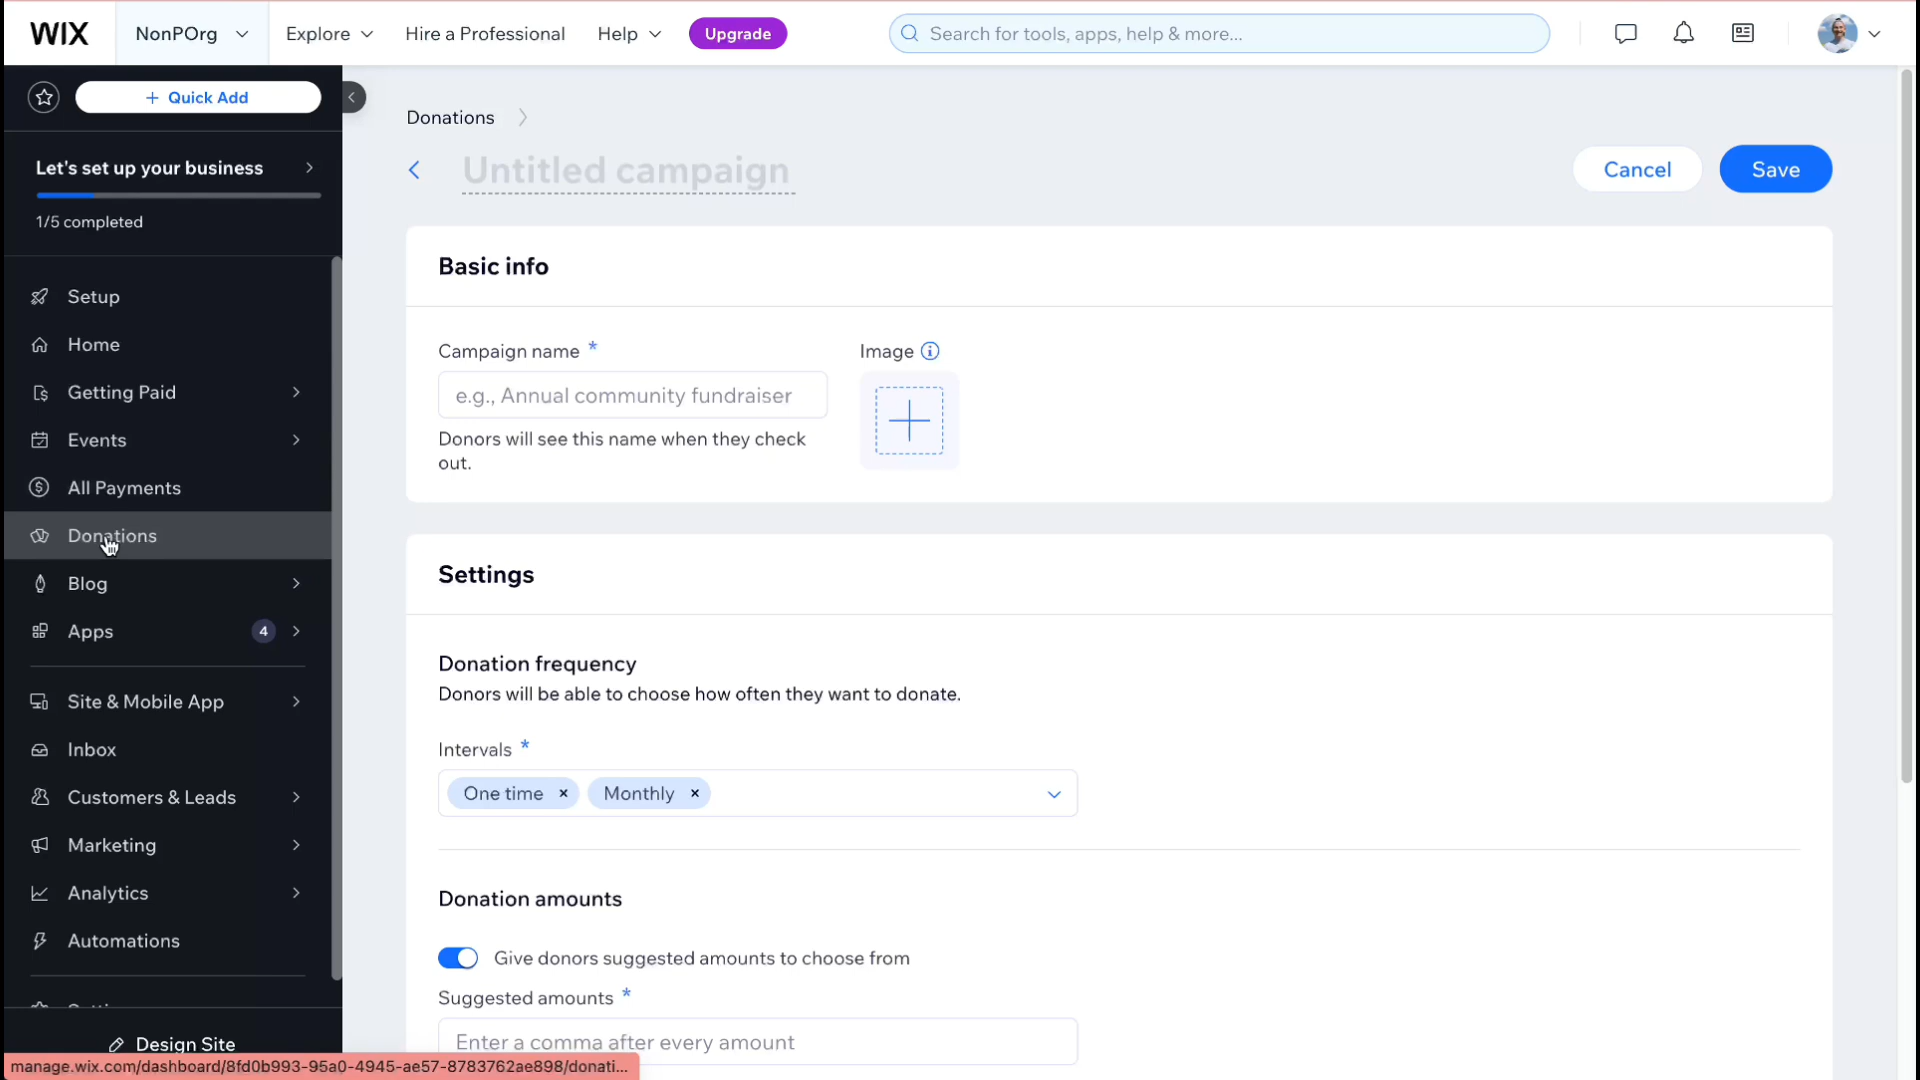 WIX NonPOrg Explore Hire a Professional Help Upgrade Search for tools, apps, help & more...
+ Quick Add
Let's set up your business
1/5 completed
Setup
Home
Getting Paid
Events
All Payments
Donations
Blog
Apps 4
Site & Mobile App
Inbox
Customers & Leads
Marketing
Analytics
Automations
Design Site
manage.wix.com/dashboard/8fd0b993-95a0-4945-ae57-8783762ae898/donati...
Donations
Untitled campaign
Cancel Save
Basic info
Campaign name * Image
e.g., Annual community fundraiser
Donors will see this name when they check
out.
Settings
Donation frequency
Donors will be able to choose how often they want to donate.
Intervals *
One time × Monthly ×
Donation amounts
Give donors suggested amounts to choose from
Suggested amounts *
Enter a comma after every amount